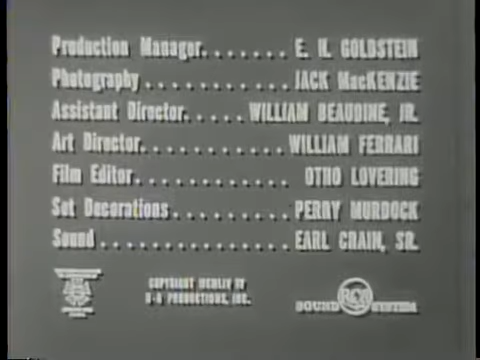 Production Manager....... E. H. GOLDSTEIN
Photography............ JACK MacKENZIE
Assistant Director..... WILLIAM BEAUDINE, JR.
Art Director............ WILLIAM FERRARI
Film Editor............ OTHO LOVERING
Set Decorations......... PERRY MURDOCK
Sound................ EARL CRAIN, SR.
COPYRIGHT MCMLIV BY
PRODUCTIONS, INC.
RCA
SOUND SYSTEM